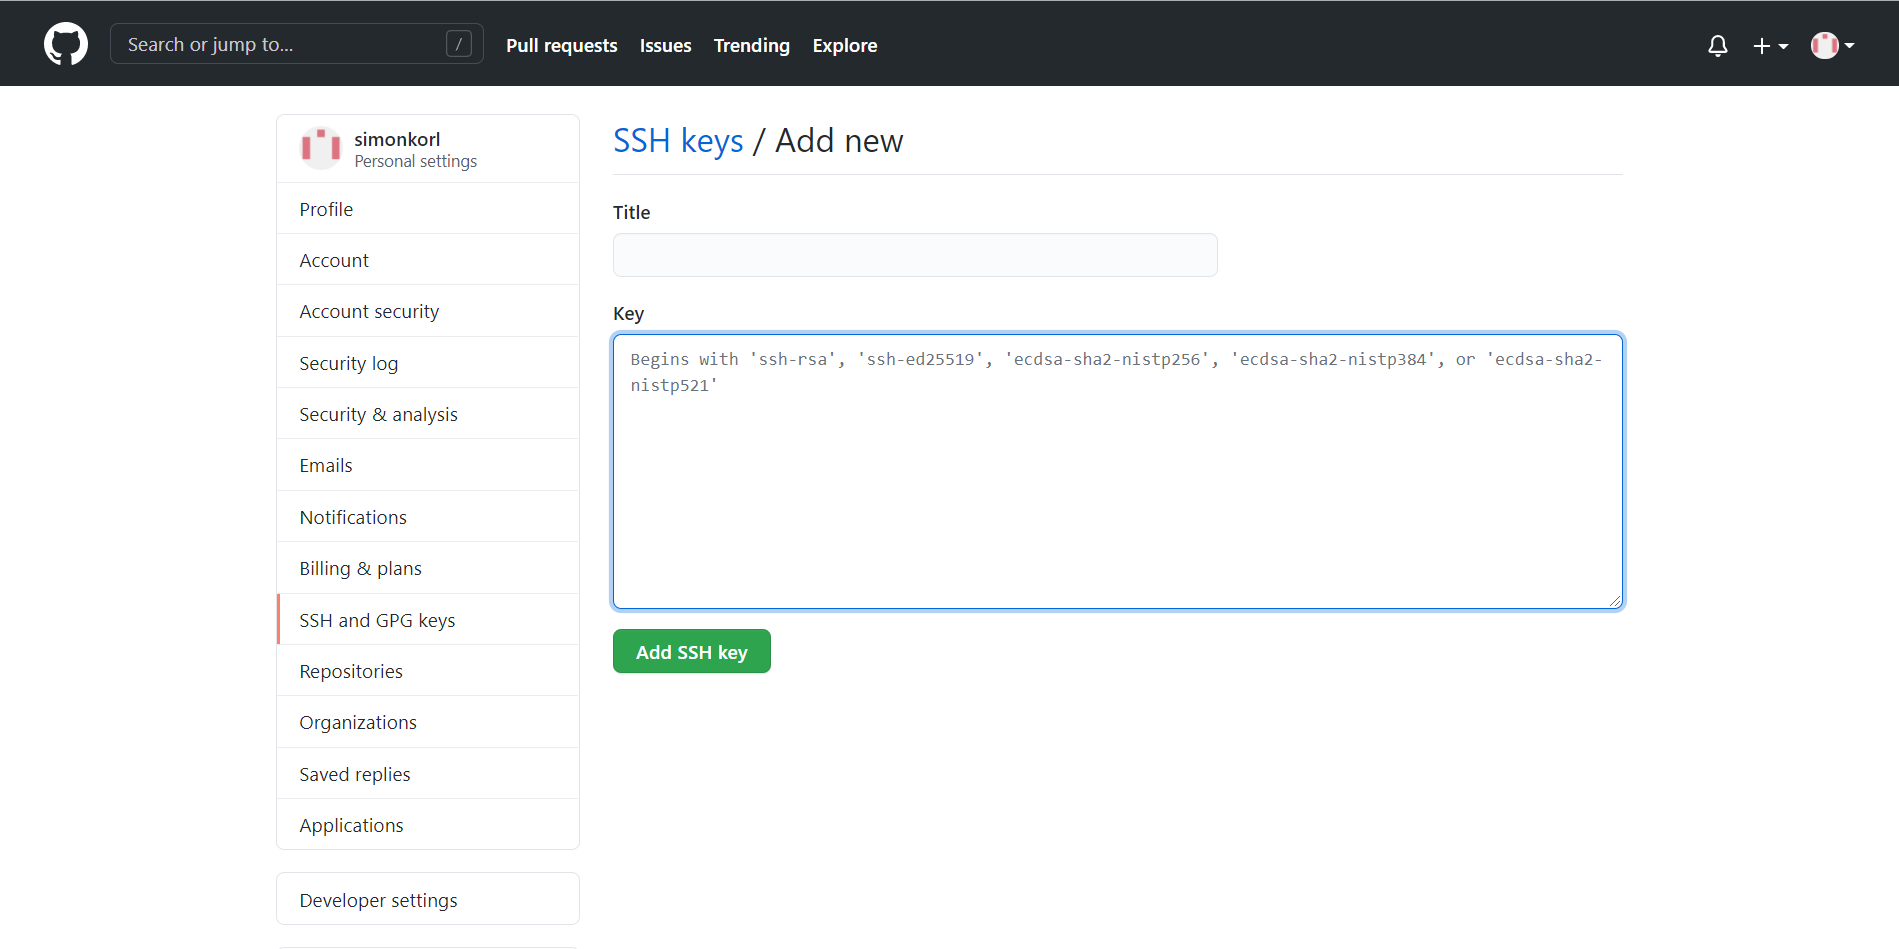 Search or jump to...
/
Pull requests
Issues
Trending
Explore
simonkorl
Personal settings
Profile
Account
Account security
Security log
Security & analysis
Emails
Notifications
Billing & plans
SSH and GPG keys
Repositories
Organizations
Saved replies
Applications
Developer settings
SSH keys / Add new
Title
Key
Begins with 'ssh-rsa', 'ssh-ed25519', 'ecdsa-sha2-nistp256', 'ecdsa-sha2-nistp384', or 'ecdsa-sha2-
nistp521'
Add SSH key